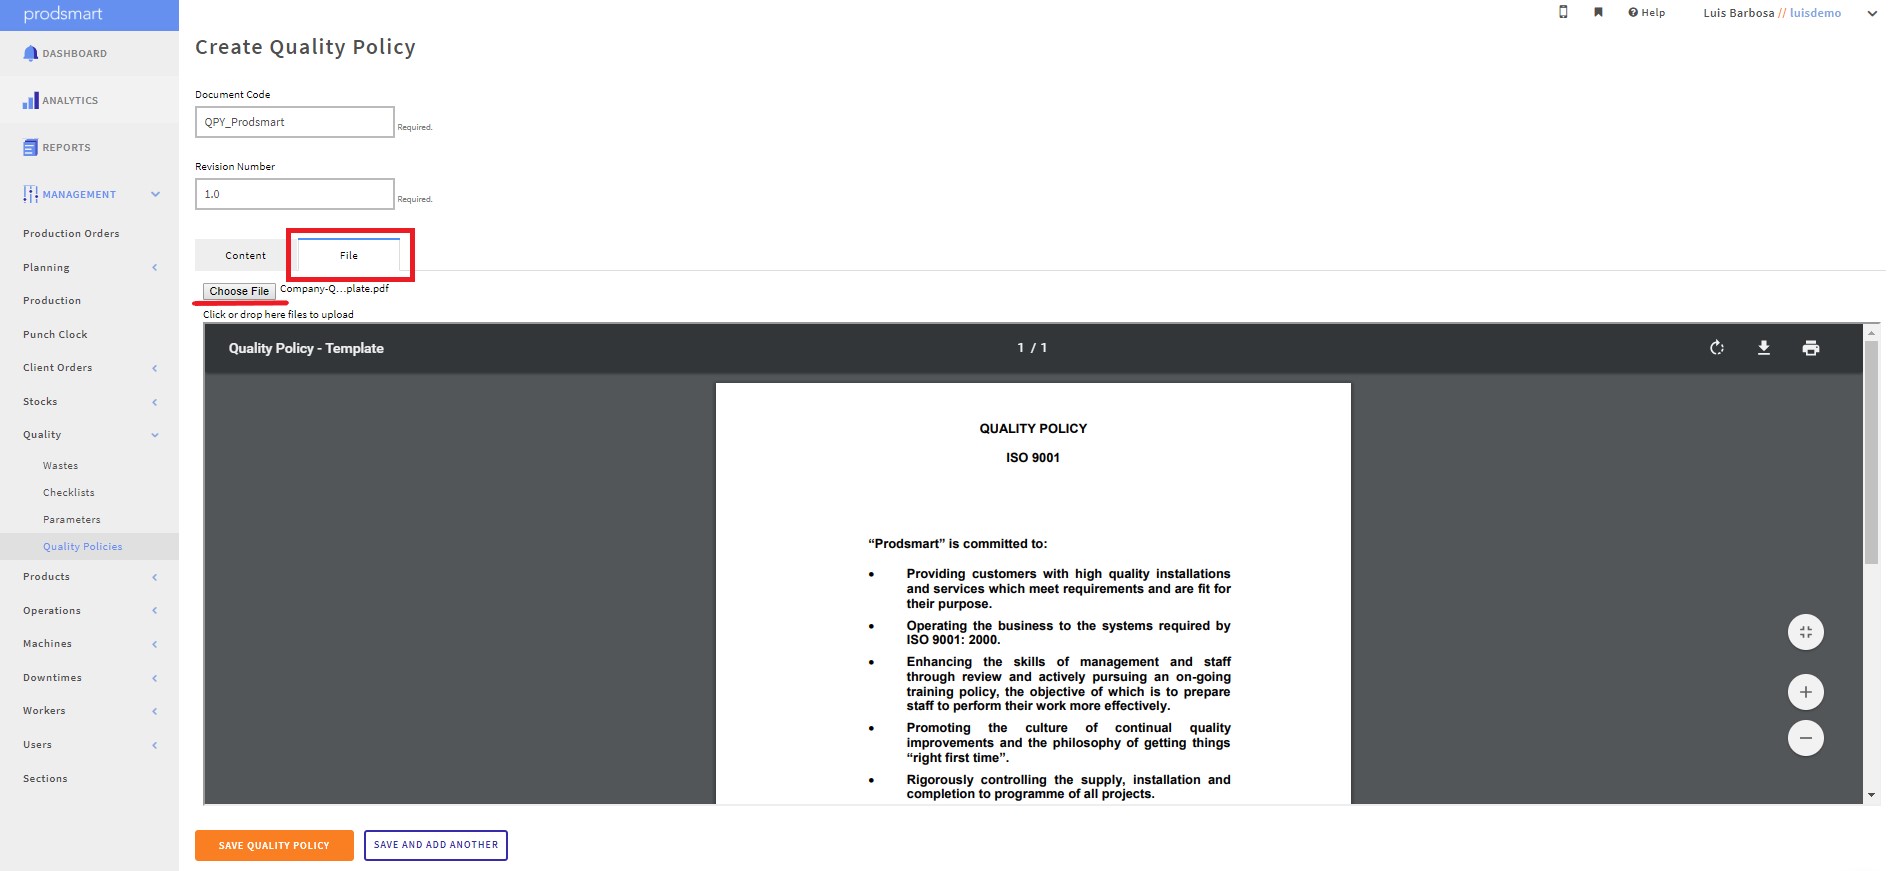 prodsmart
Help
Luis Barbosa // luisdemo
DASHBOARD
ANALYTICS
REPORTS
MANAGEMENT
Production Orders
Planning
Production
Punch Clock
Client Orders
Stocks
Quality
Wastes
Checklists
Parameters
Quality Policies
Products
Operations
Machines
Downtimes
Workers
Users
Sections
Create Quality Policy
Document Code
QPY_Prodsmart
Required.
Revision Number
1.0
Required.
Content
File
Choose File Company-Q...plate.pdf
Click or drop here files to upload
Quality Policy - Template
1 / 1
QUALITY POLICY
ISO 9001
“Prodsmart” is committed to:
• Providing customers with high quality installations
and services which meet requirements and are fit for
their purpose.
• Operating the business to the systems required by
ISO 9001: 2000.
• Enhancing the skills of management and staff
through review and actively pursuing an on-going
training policy, the objective of which is to prepare
staff to perform their work more effectively.
• Promoting the culture of continual quality
improvements and the philosophy of getting things
“right first time”.
• Rigorously controlling the supply, installation and
completion to programme of all projects.
SAVE QUALITY POLICY
SAVE AND ADD ANOTHER